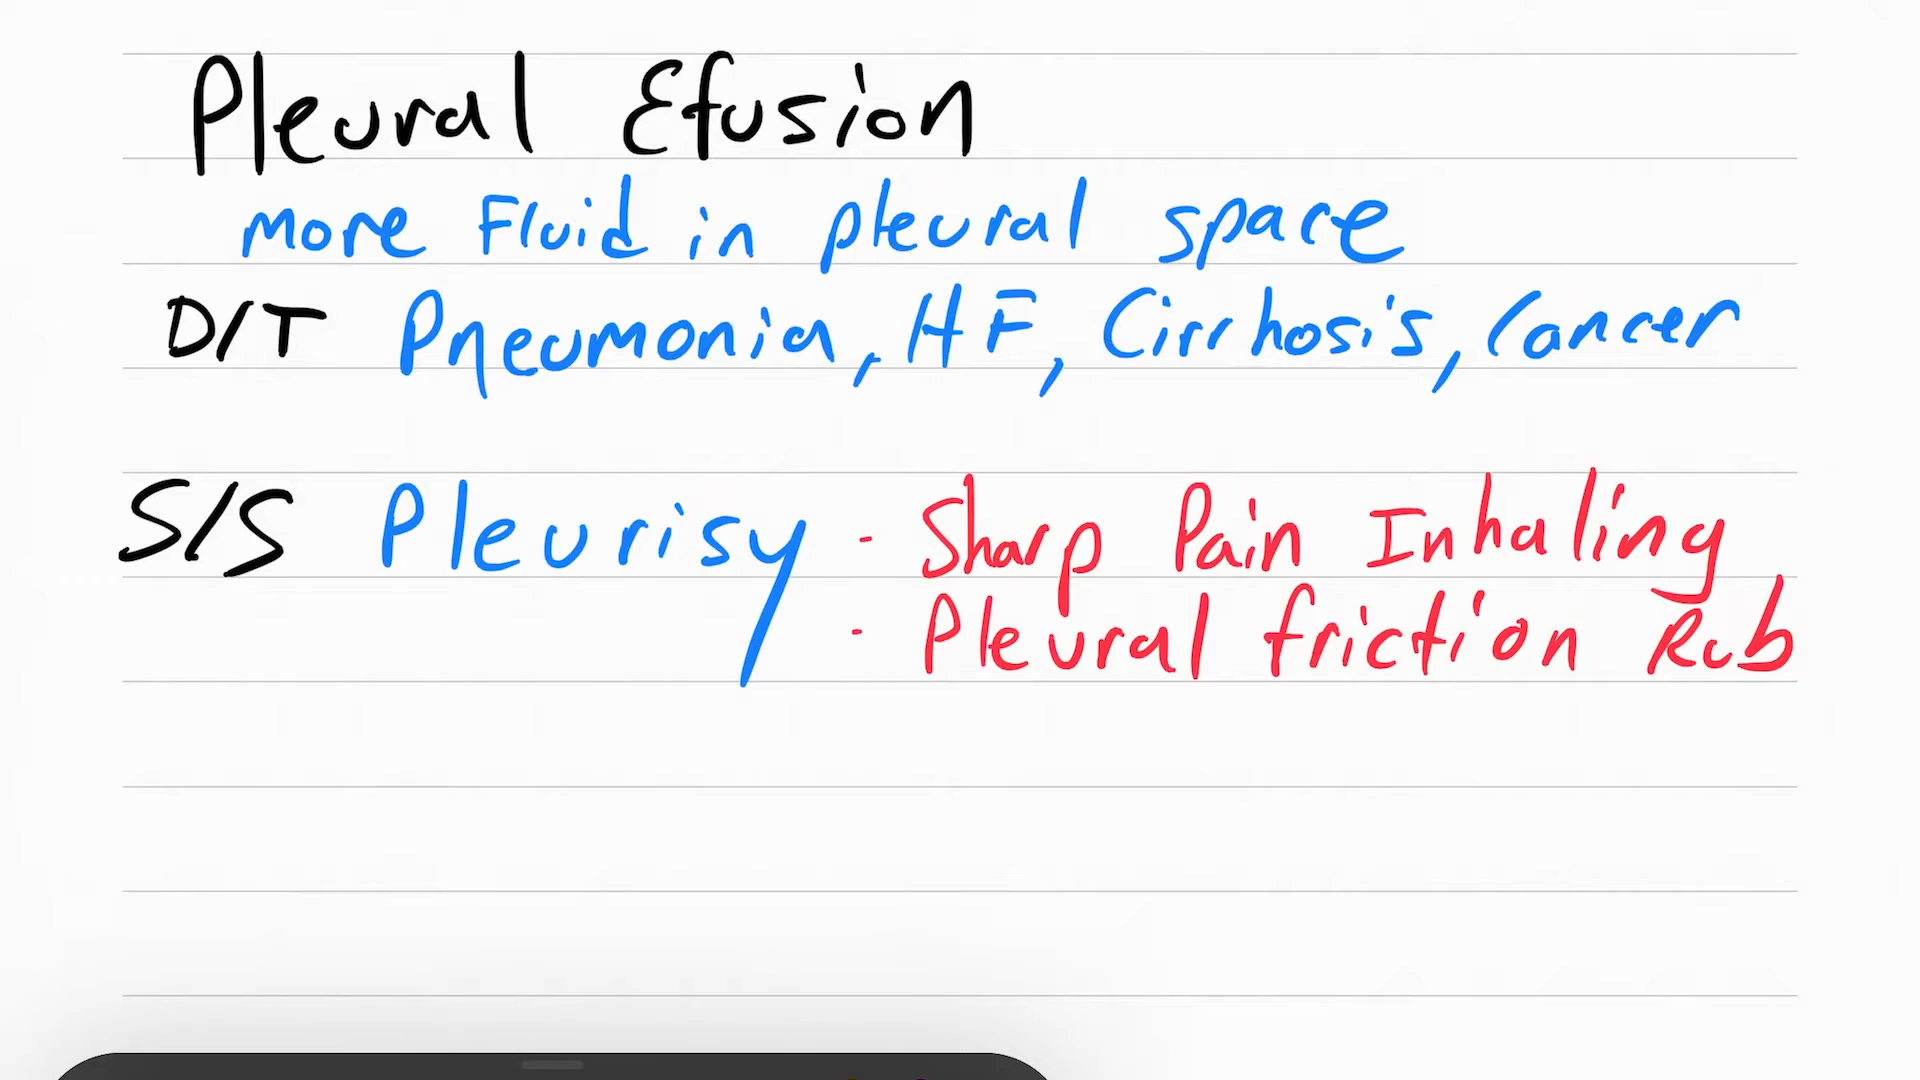 Pleural Efusion
more Fluid in pleural space
D/T Pneumonia, HF, Cirrhosis, Cancer
S/S Pleurisy - Sharp Pain Inhaling
- Pleural friction Rub